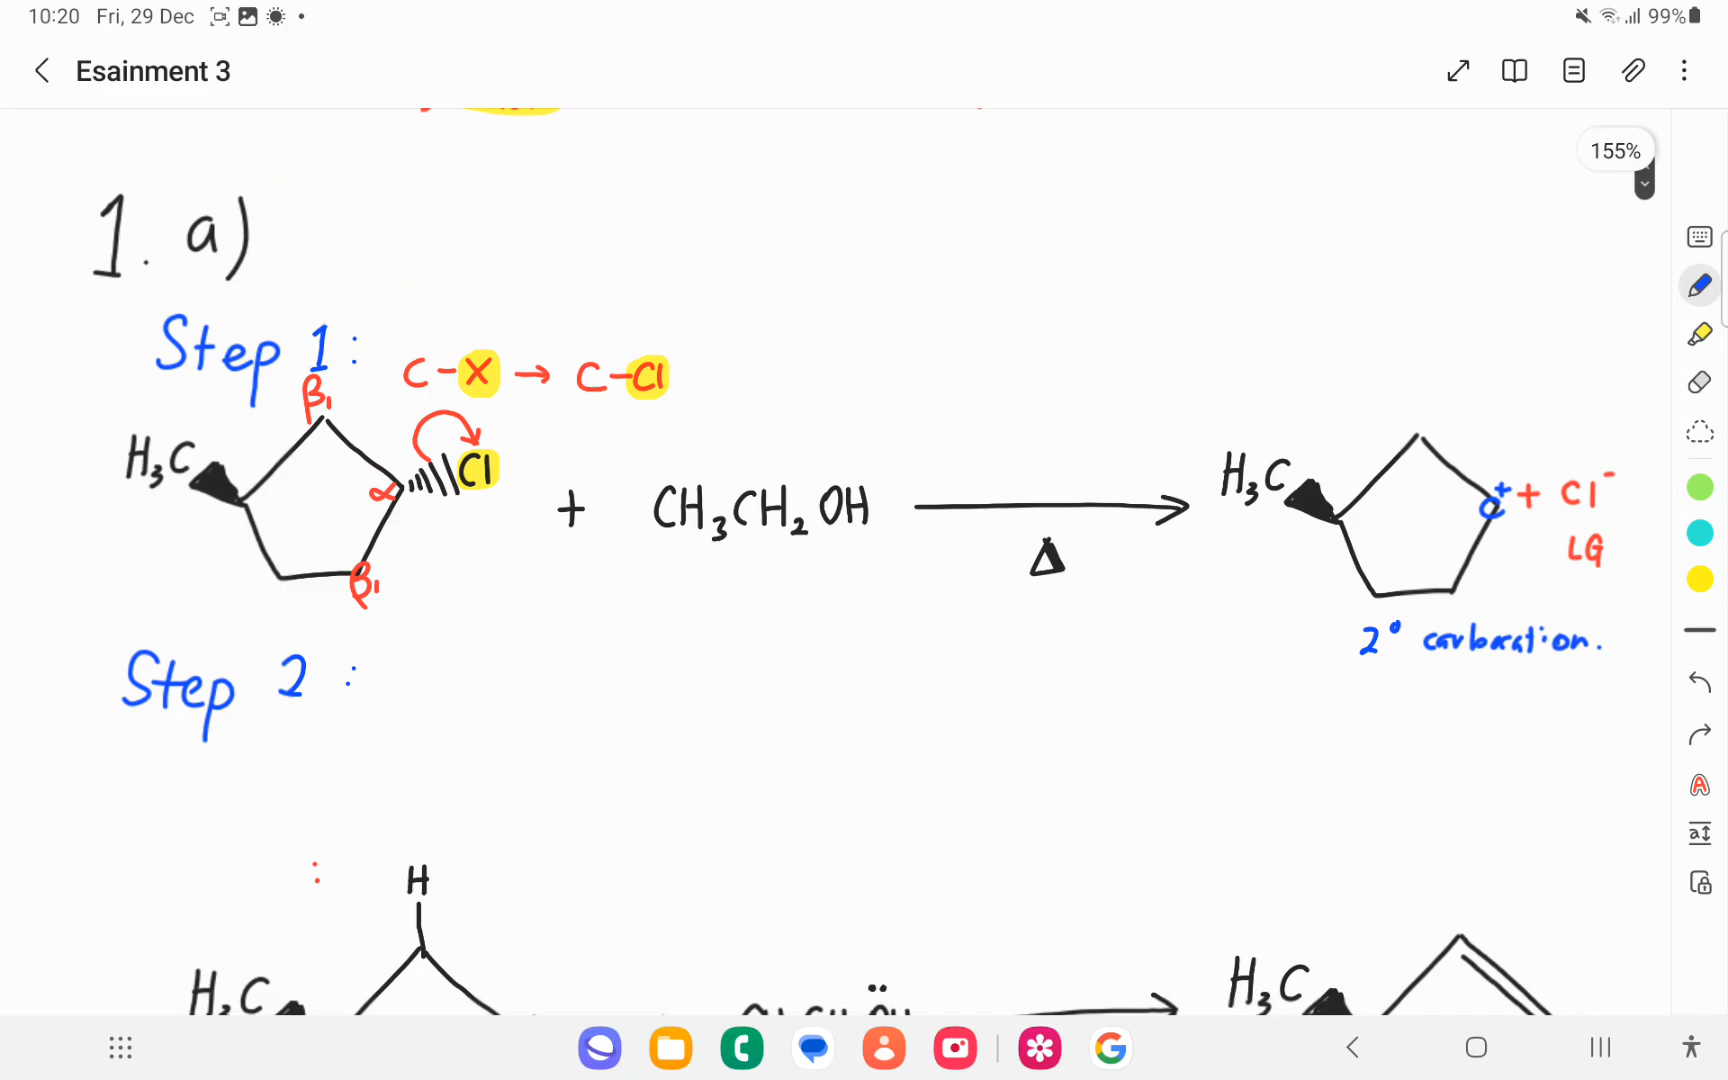 10:20 Fri, 29 Dec
99%
Esainment 3
155%
1. a)
Step 1:
C-X → C-Cl
β1
H3C
α
Cl
β1
+ CH3CH2OH
Δ
H3C
C+ + Cl-
LG
2° carbocation.
Step 2 :
:
H
H3C
H3C
A
a